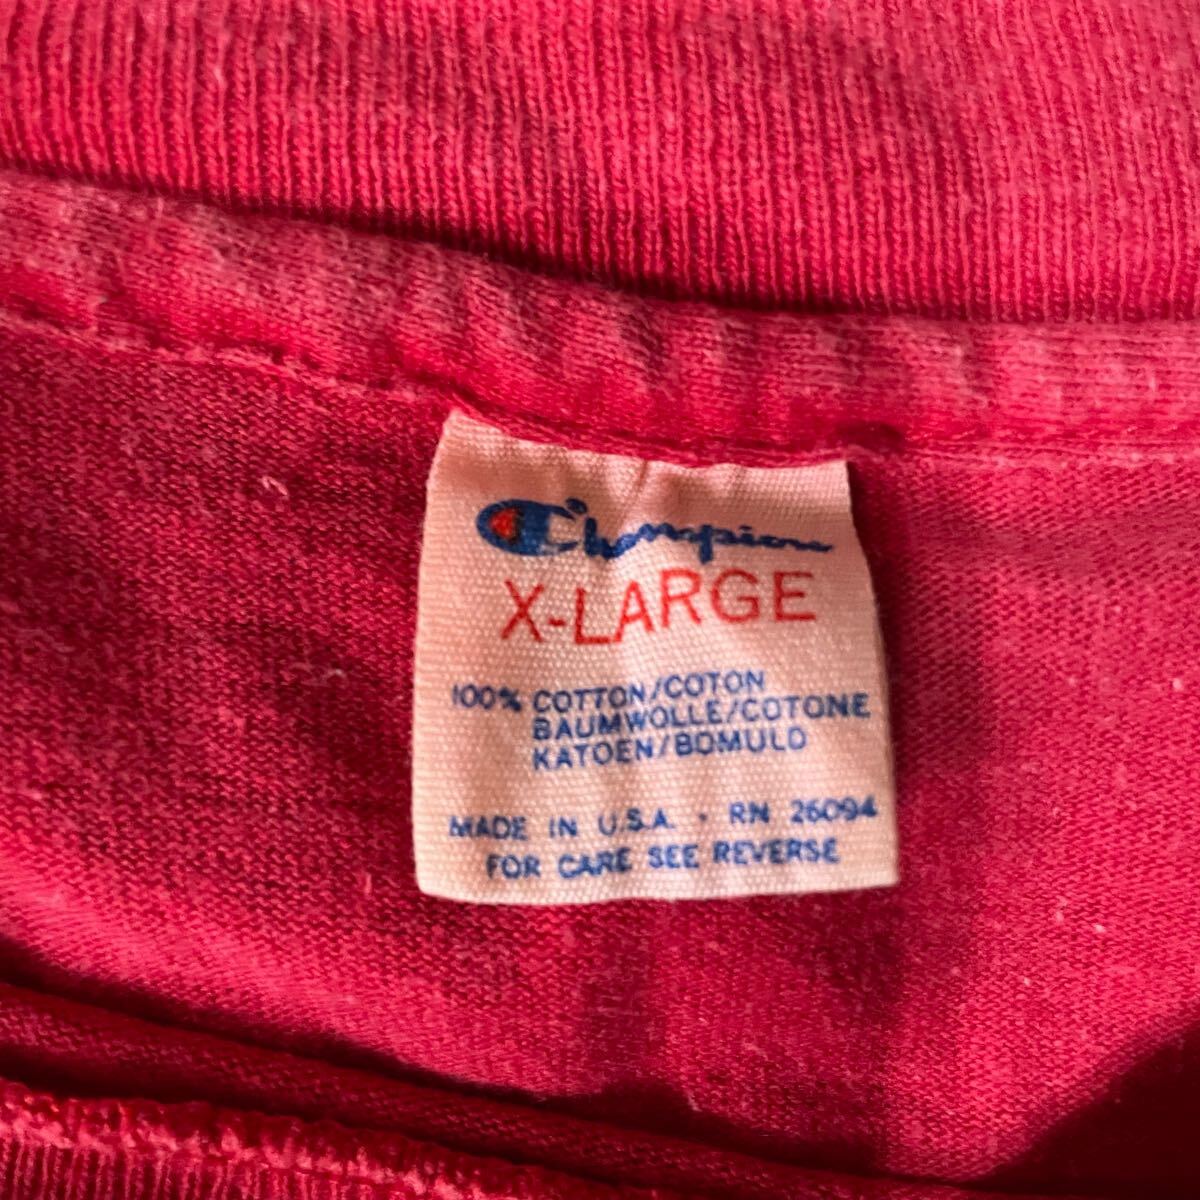 Champion
X-LARGE
100% COTTON/COTON
BAUMWOLLE/COTONE
KATOEN/BOMULD
MADE IN U.S.A. • RN 26094
FOR CARE SEE REVERSE